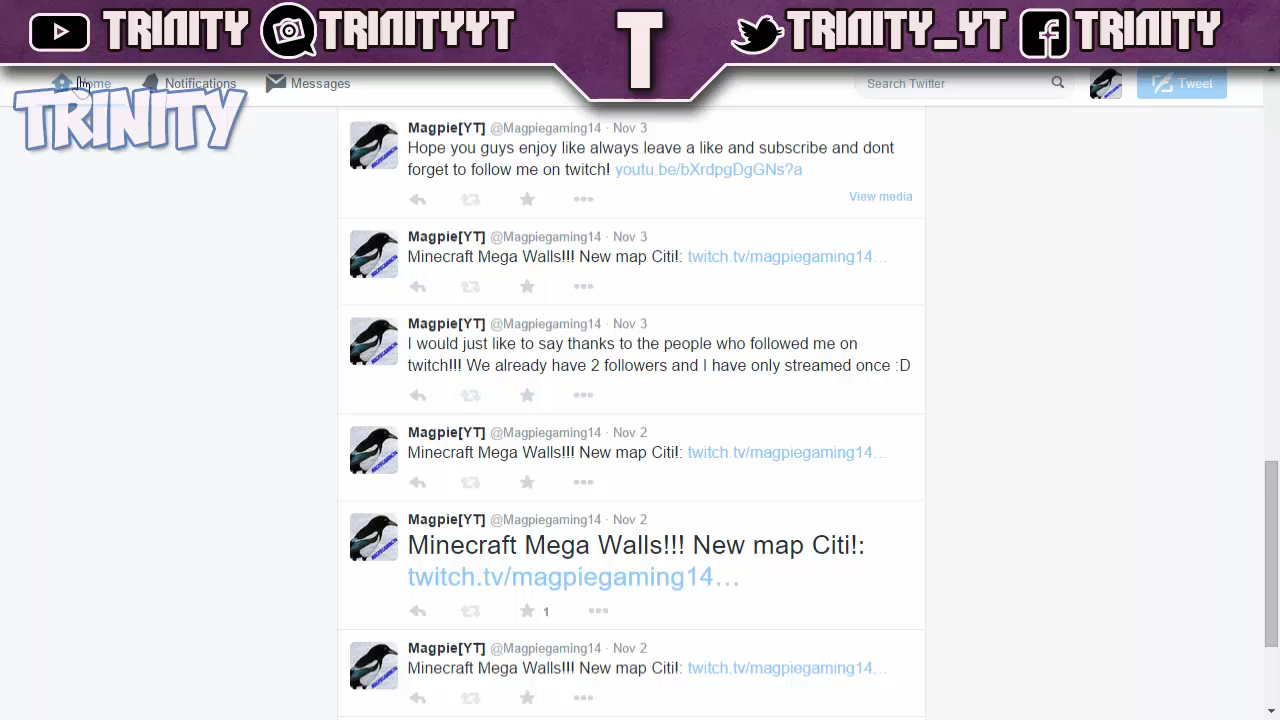 TRINITY TRINITYYT T TRINITY_YT TRINITY
Home Notifications Messages Search Twitter Tweet
TRINITY
Magpie[YT] @Magpiegaming14 · Nov 3
Hope you guys enjoy like always leave a like and subscribe and dont
forget to follow me on twitch! youtu.be/bXrdpgDgGNs?a
View media
Magpie[YT] @Magpiegaming14 · Nov 3
Minecraft Mega Walls!!! New map Citi!: twitch.tv/magpiegaming14…
Magpie[YT] @Magpiegaming14 · Nov 3
I would just like to say thanks to the people who followed me on
twitch!!! We already have 2 followers and I have only streamed once :D
Magpie[YT] @Magpiegaming14 · Nov 2
Minecraft Mega Walls!!! New map Citi!: twitch.tv/magpiegaming14…
Magpie[YT] @Magpiegaming14 · Nov 2
Minecraft Mega Walls!!! New map Citi!:
twitch.tv/magpiegaming14…
1
Magpie[YT] @Magpiegaming14 · Nov 2
Minecraft Mega Walls!!! New map Citi!: twitch.tv/magpiegaming14…